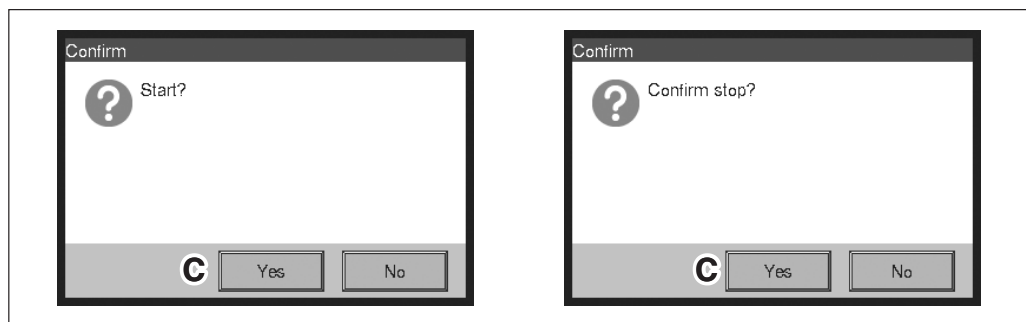 Confirm
Start?
C Yes No
Confirm
Confirm stop?
C Yes No